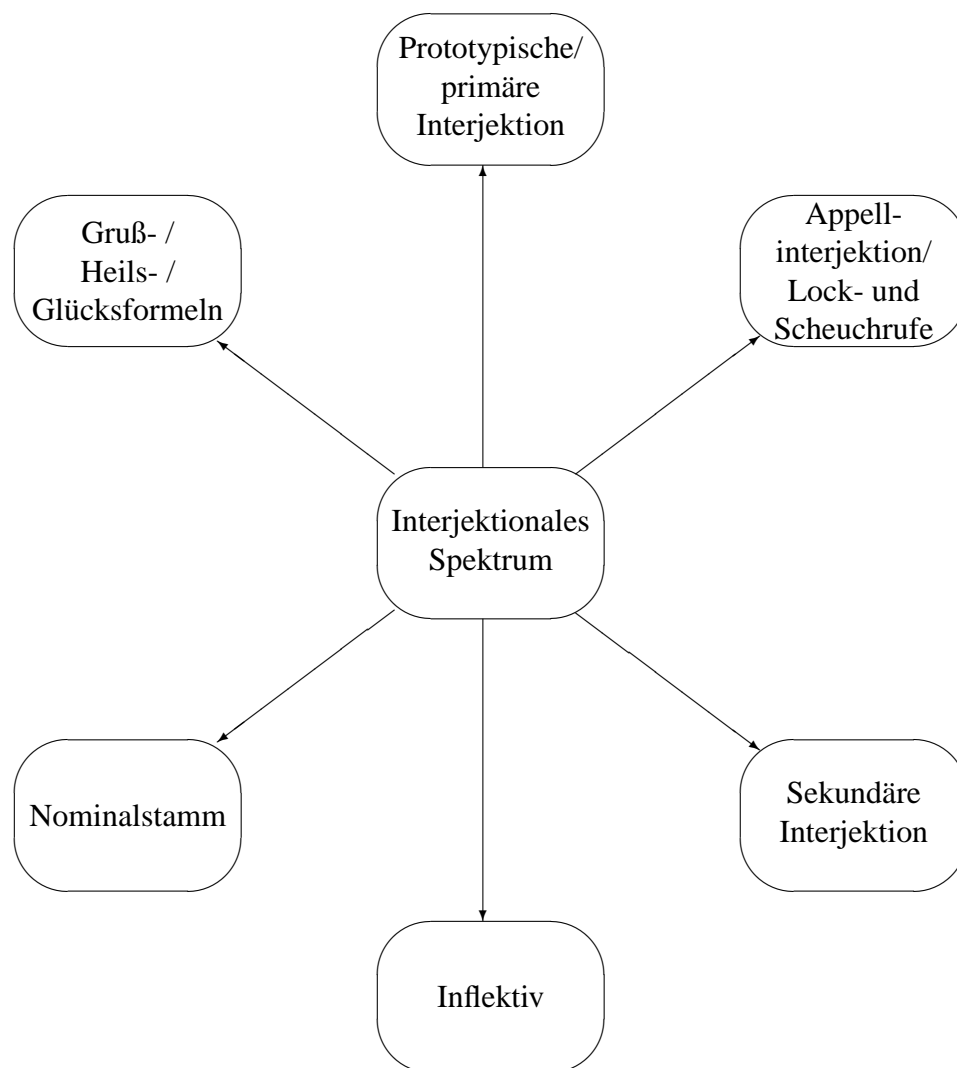 Prototypische/
primäre
Interjektion
Gruß- /
Heils- /
Glücksformeln
Appell-
interjektion/
Lock- und
Scheuchrufe
Interjektionales
Spektrum
Nominalstamm
Sekundäre
Interjektion
Inflektiv